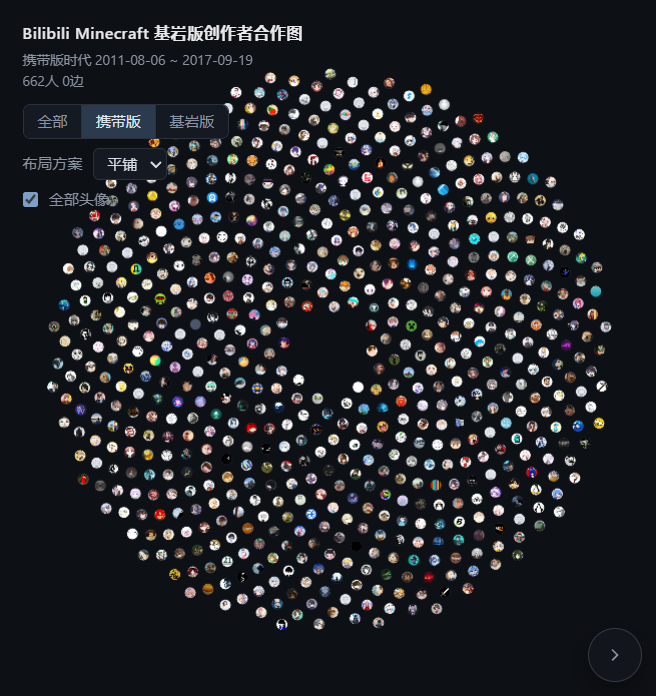 Bilibili Minecraft 基岩版创作者合作图
携带版时代 2011-08-06 ~ 2017-09-19
662人 0边
全部 携带版 基岩版
布局方案 平铺
全部头像